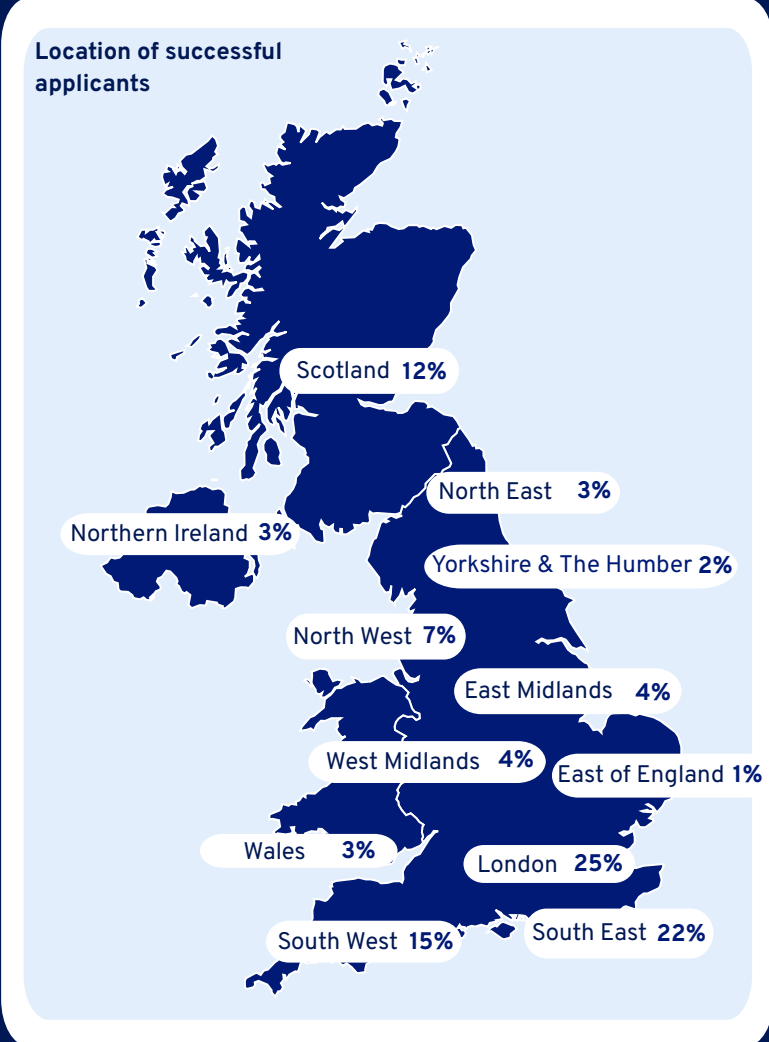 Location of successful
applicants
Scotland 12%
North East 3%
Northern Ireland 3%
Yorkshire & The Humber 2%
North West 7%
East Midlands 4%
West Midlands 4%
East of England 1%
Wales 3%
London 25%
South East 22%
South West 15%